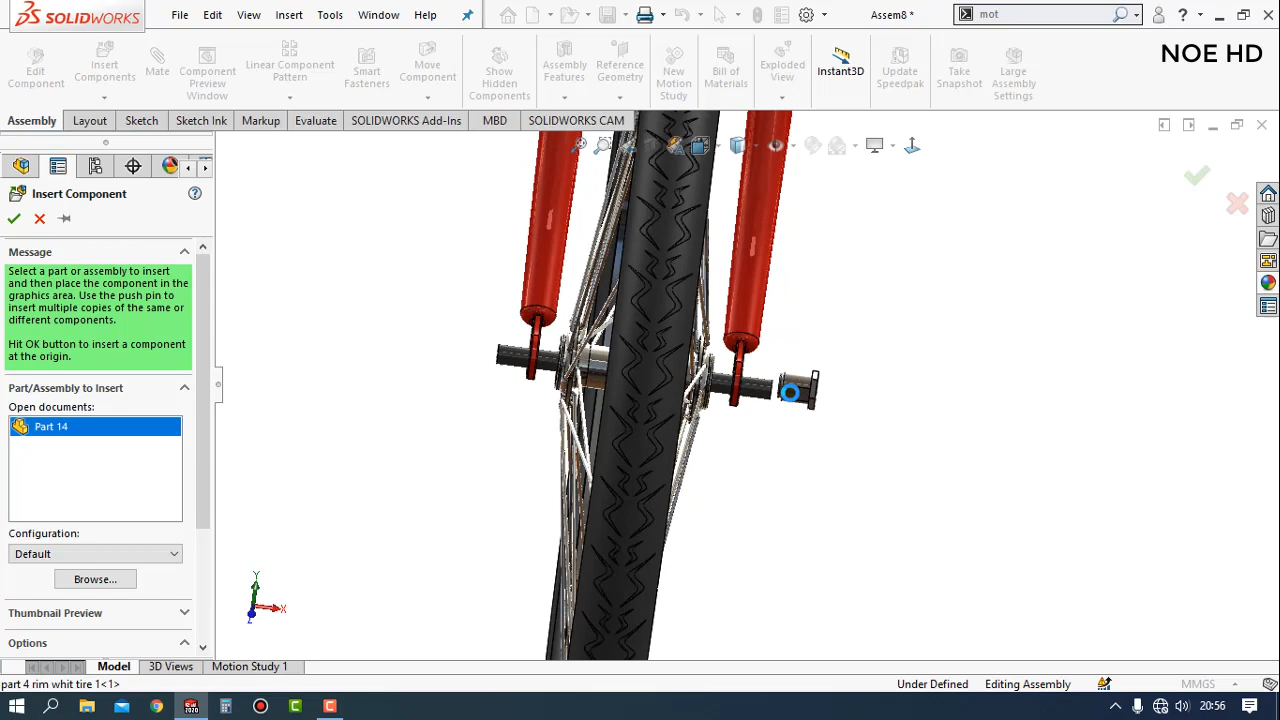 SOLIDWORKS File Edit View Insert Tools Window Help Assem8 * mot
NOE HD
Edit Component
Insert Components
Mate
Component Preview Window
Linear Component Pattern
Smart Fasteners
Move Component
Show Hidden Components
Assembly Features
Reference Geometry
New Motion Study
Bill of Materials
Exploded View
Instant3D
Update Speedpak
Take Snapshot
Large Assembly Settings
Assembly Layout Sketch Sketch Ink Markup Evaluate SOLIDWORKS Add-Ins MBD SOLIDWORKS CAM
Insert Component
Message
Select a part or assembly to insert
and then place the component in the
graphics area. Use the push pin to
insert multiple copies of the same or
different components.
Hit OK button to insert a component
at the origin.
Part/Assembly to Insert
Open documents:
Part 14
Configuration:
Default
Browse...
Thumbnail Preview
Options
Y
X
Z
Model 3D Views Motion Study 1
part 4 rim whit tire 1<1> Under Defined Editing Assembly MMGS
20:56